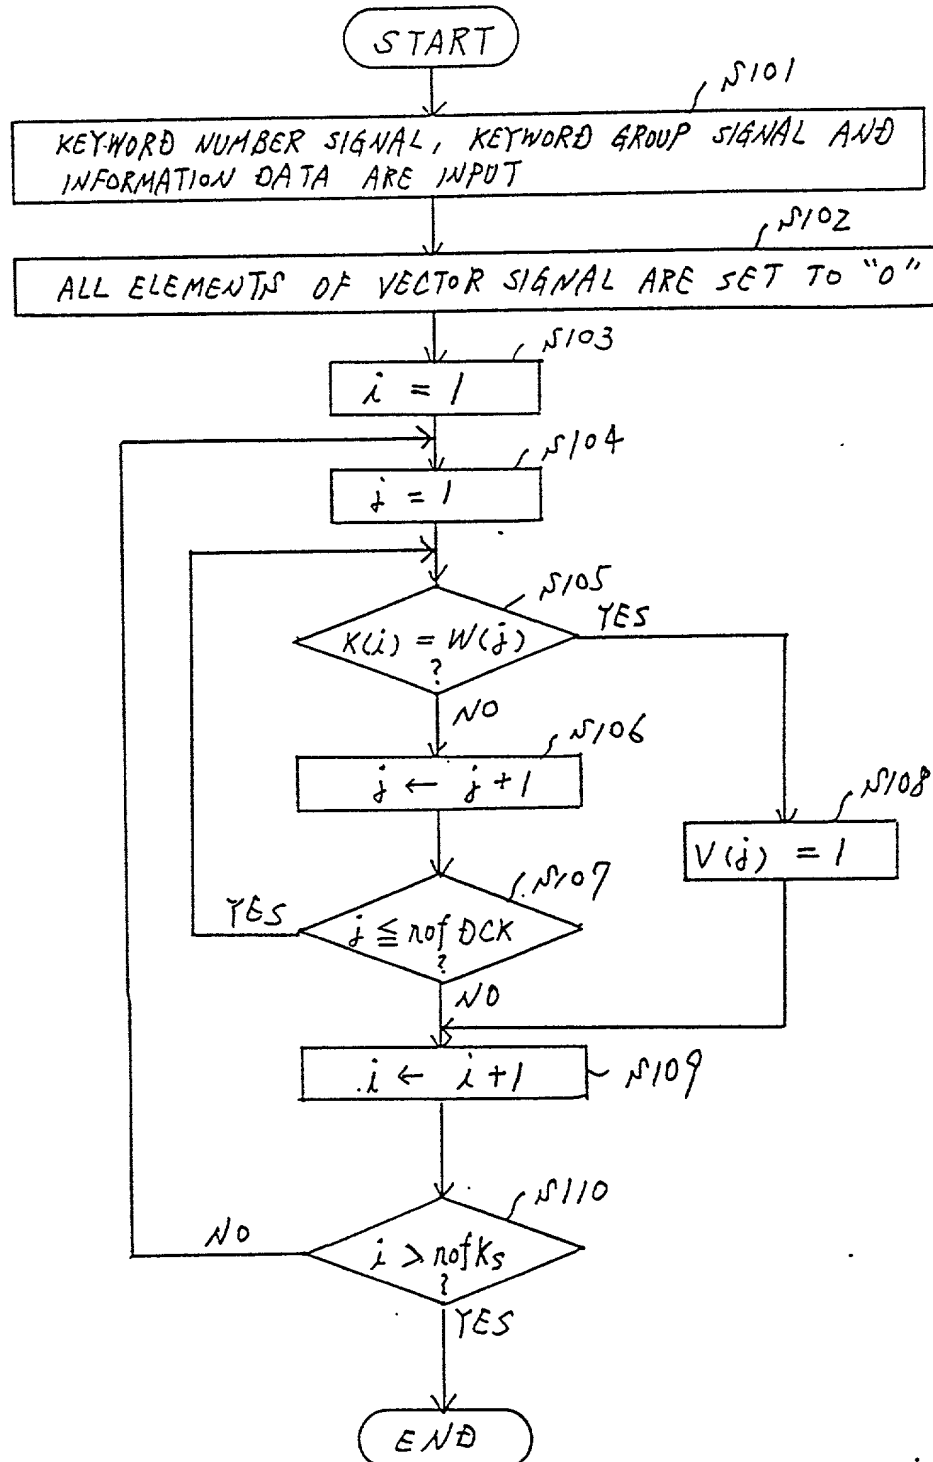 START
S101
KEYWORD NUMBER SIGNAL, KEYWORD GROUP SIGNAL AND
INFORMATION DATA ARE INPUT
S102
ALL ELEMENTS OF VECTOR SIGNAL ARE SET TO "0"
S103
i = 1
S104
j = 1
S105
K(i) = W(j)
?
YES
NO
S106
j ← j+1
S108
V(j) = 1
S107
j ≦ nofDCK
?
YES
NO
i ← i+1
S109
S110
i > nofKs
?
NO
YES
END